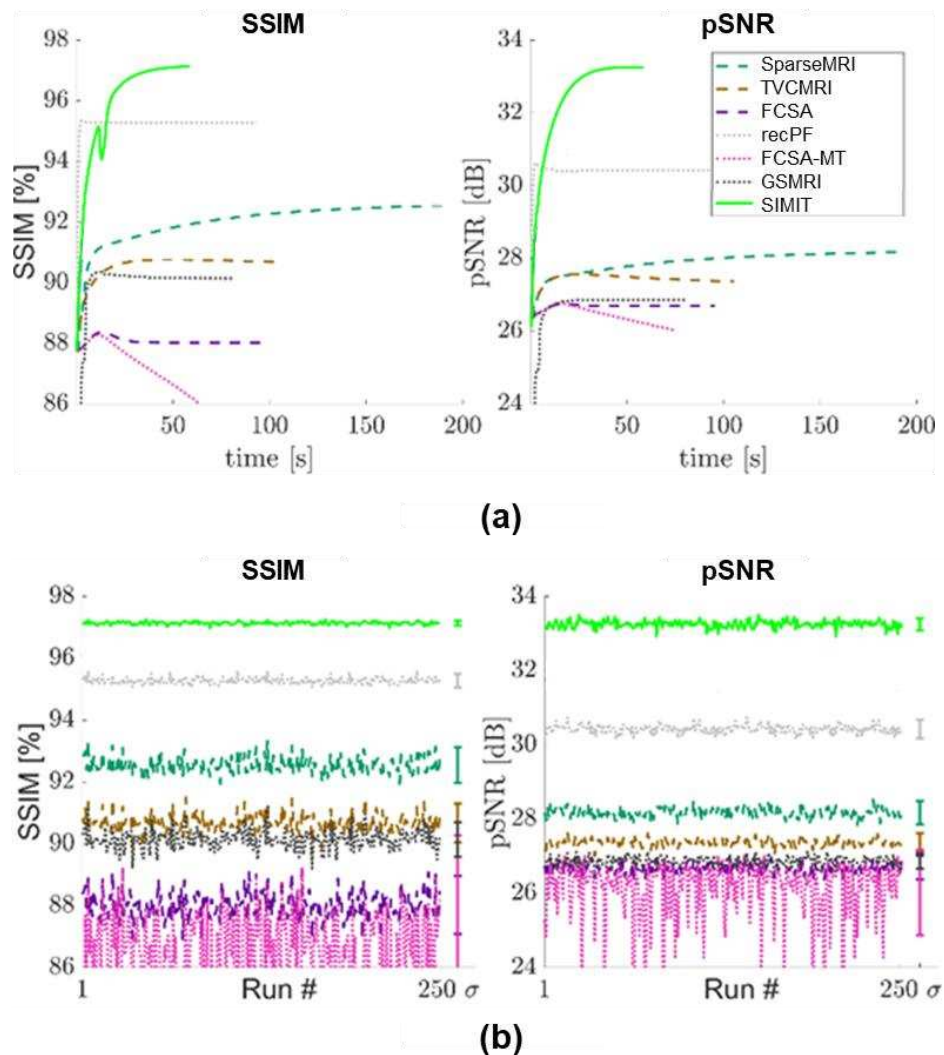 SSIM
98
96
94
92
90
88
86
SSIM [%]
50
100
150
200
time [s]
pSNR
34
32
30
28
26
24
pSNR [dB]
50
100
150
200
time [s]
SparseMRI
TVCMRI
FCSA
recPF
FCSA-MT
GSMRI
SIMIT
(a)
SSIM
98
96
94
92
90
88
86
SSIM [%]
1
Run #
250 σ
pSNR
34
32
30
28
26
24
pSNR [dB]
1
Run #
250 σ
(b)